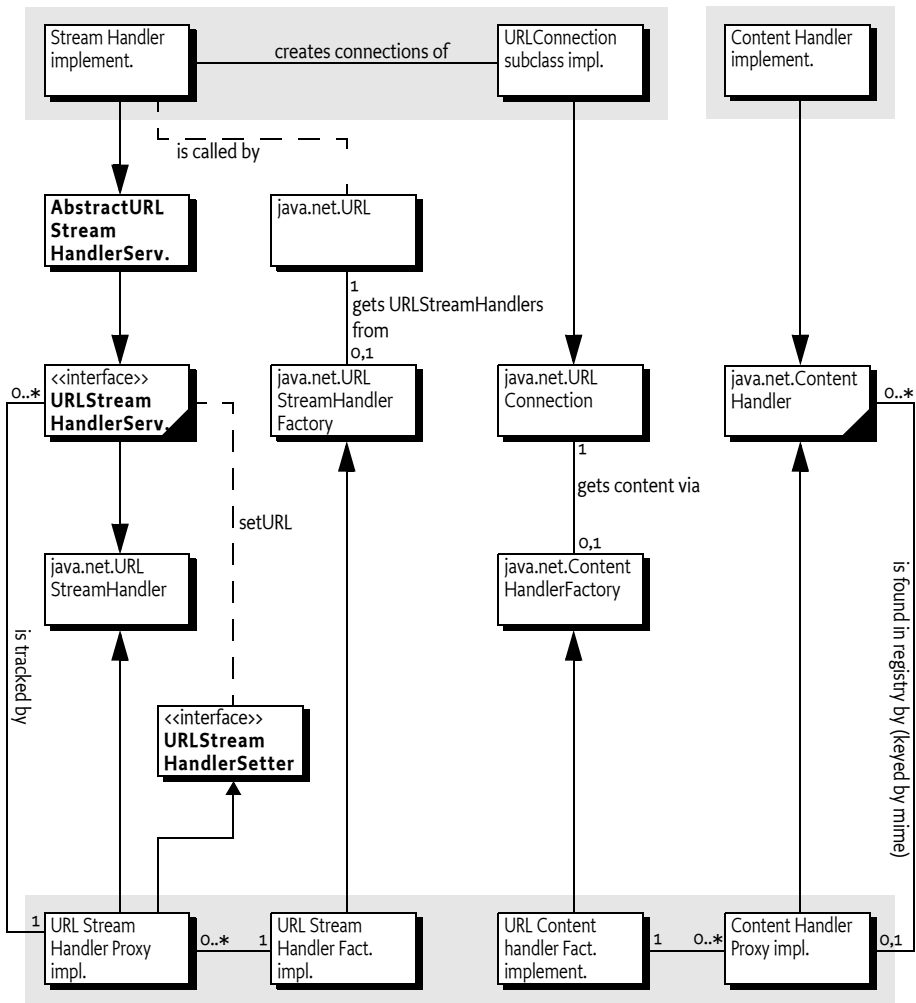 Stream Handler
implement.
creates connections of
URLConnection
subclass impl.
Content Handler
implement.
is called by
AbstractURL
Stream
HandlerServ.
java.net.URL
1
gets URLStreamHandlers
from
0,1
<<interface>>
URLStream
HandlerServ.
0..*
java.net.URL
StreamHandler
Factory
java.net.URL
Connection
java.net.Content
Handler
0..*
1
gets content via
0,1
setURL
java.net.URL
StreamHandler
java.net.Content
HandlerFactory
is tracked by
is found in registry by (keyed by mime)
<<interface>>
URLStream
HandlerSetter
1
URL Stream
Handler Proxy
impl.
0..*
1
URL Stream
Handler Fact.
impl.
URL Content
handler Fact.
implement.
1
0..*
Content Handler
Proxy impl.
0,1